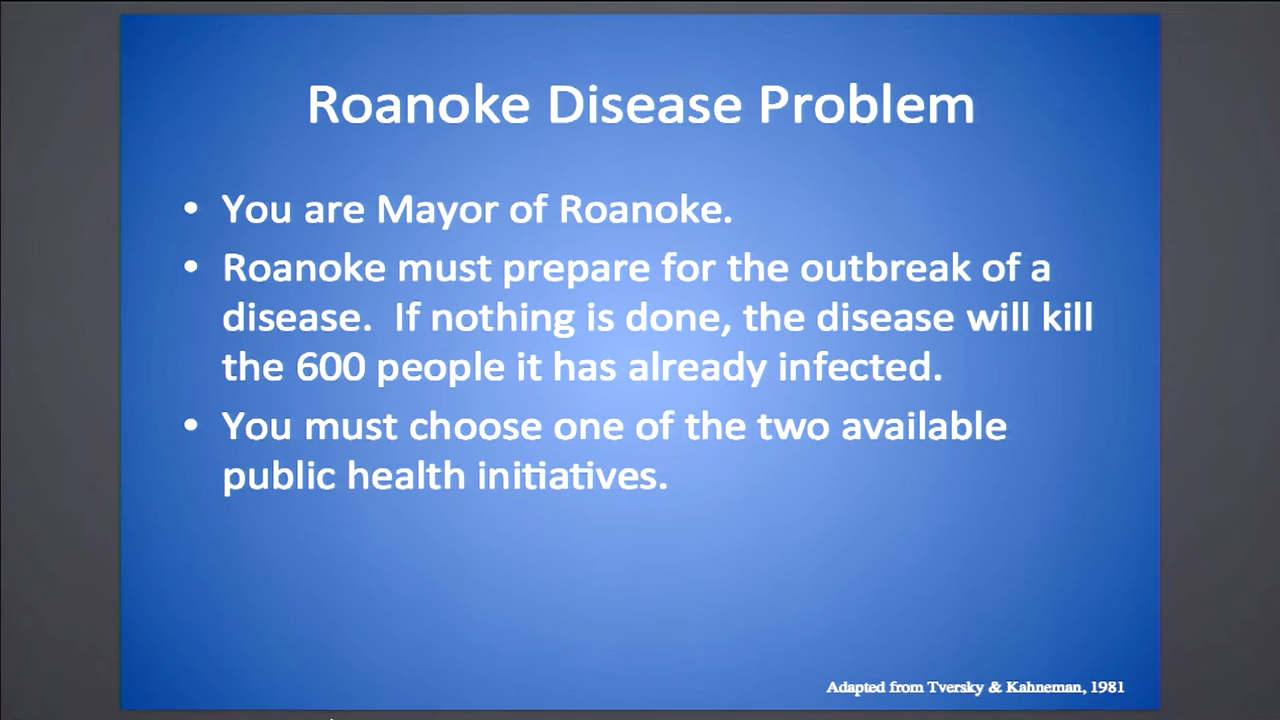 Roanoke Disease Problem
• You are Mayor of Roanoke.
• Roanoke must prepare for the outbreak of a
disease.  If nothing is done, the disease will kill
the 600 people it has already infected.
• You must choose one of the two available
public health initiatives.
Adapted from Tversky & Kahneman, 1981